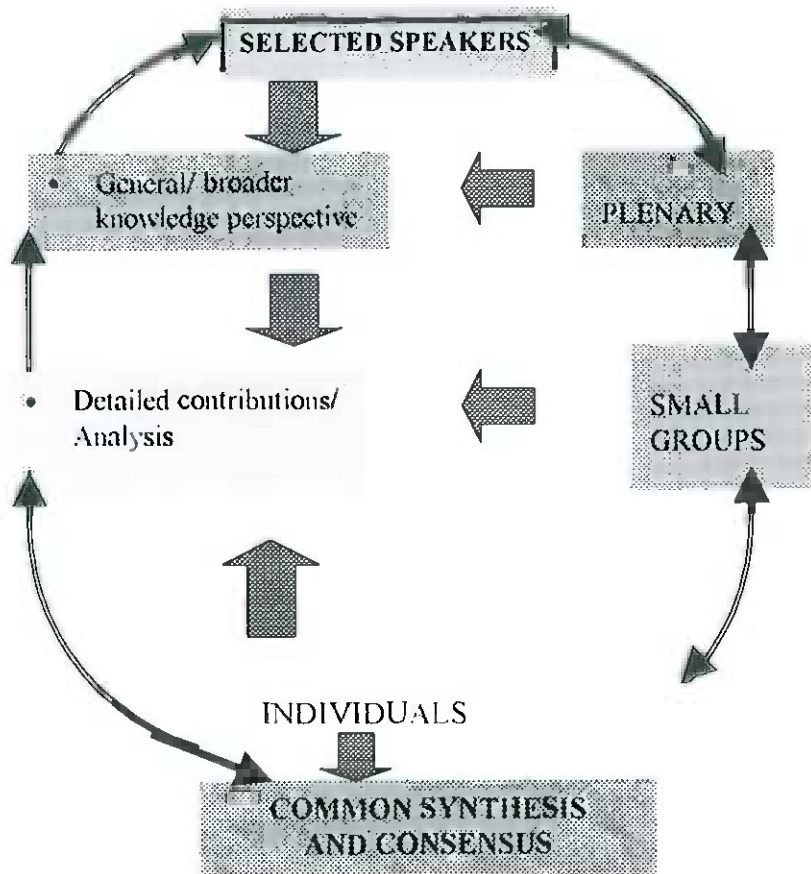 SELECTED SPEAKERS
• General/ broader
knowledge perspective
PLENARY
• Detailed contributions/
Analysis
SMALL
GROUPS
INDIVIDUALS
COMMON SYNTHESIS
AND CONSENSUS